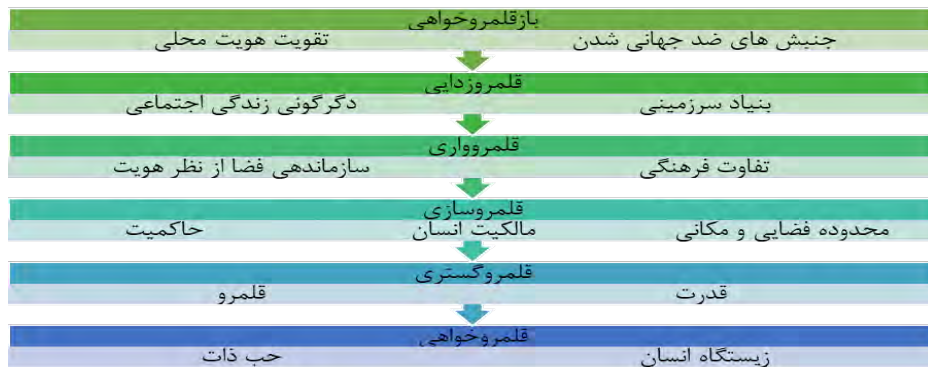 بازقلمروخواهی
جنبش های ضد جهانی شدن تقویت هویت محلی
قلمروزدایی
بنیاد سرزمینی دگرگونی زندگی اجتماعی
قلمروواری
تفاوت فرهنگی سازماندهی فضا از نظر هویت
قلمروسازی
محدوده فضایی و مکانی مالکیت انسان حاکمیت
قلمروگستری
قدرت قلمرو
قلمروخواهی
زیستگاه انسان حب ذات